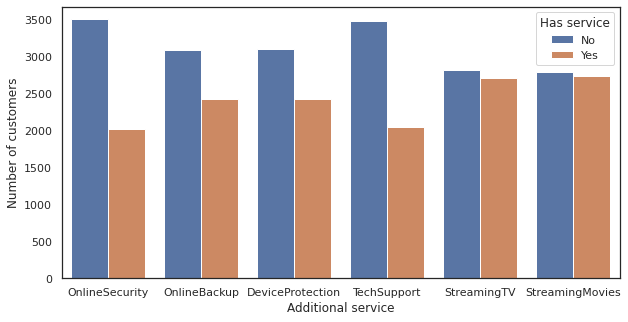 Number of customers
3500
3000
2500
2000
1500
1000
500
0
Has service
No
Yes
OnlineSecurity OnlineBackup DeviceProtection TechSupport StreamingTV StreamingMovies
Additional service